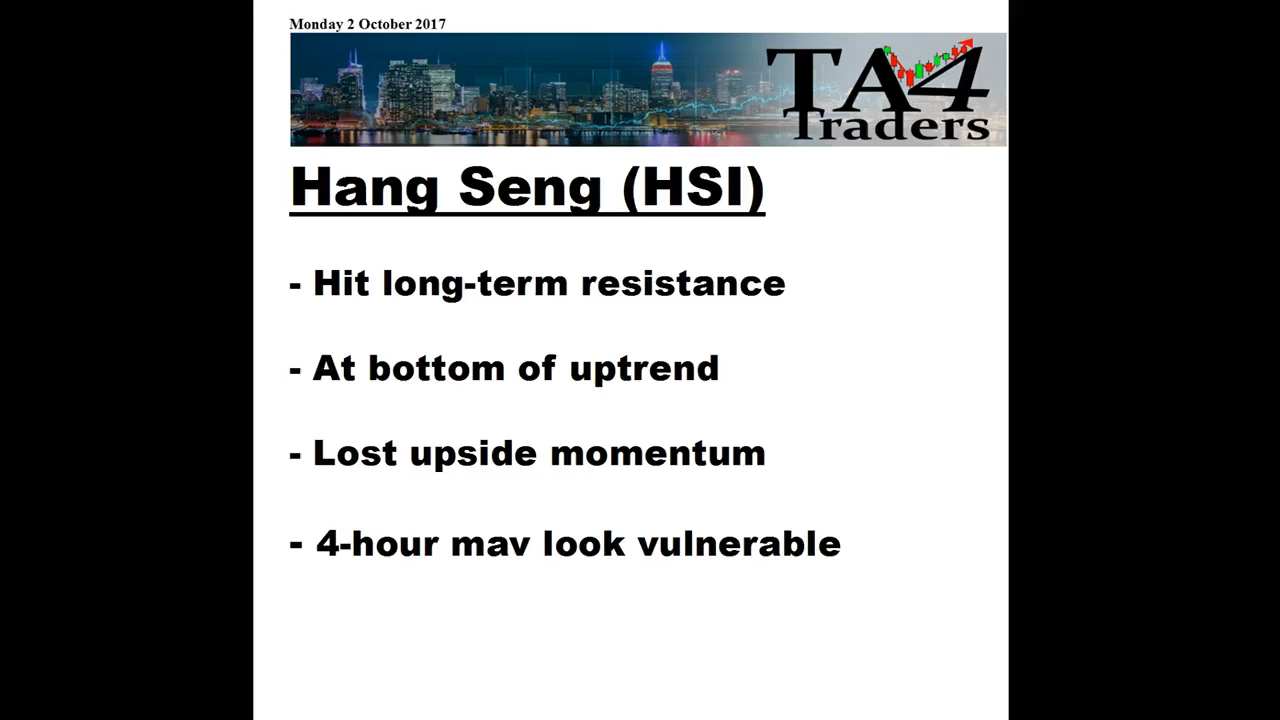 Monday 2 October 2017
TA4
Traders
Hang Seng (HSI)
- Hit long-term resistance
- At bottom of uptrend
- Lost upside momentum
- 4-hour mav look vulnerable